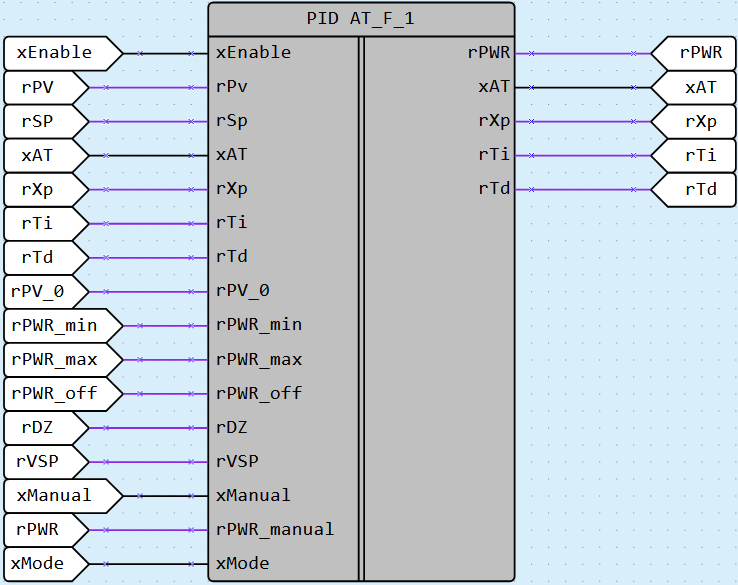 PID AT_F_1
xEnable xEnable rPWR rPWR
rPV rPv xAT xAT
rSP rSp rXp rXp
xAT xAT rTi rTi
rXp rXp rTd rTd
rTi rTi
rTd rTd
rPV_0 rPV_0
rPWR_min rPWR_min
rPWR_max rPWR_max
rPWR_off rPWR_off
rDZ rDZ
rVSP rVSP
xManual xManual
rPWR rPWR_manual
xMode xMode